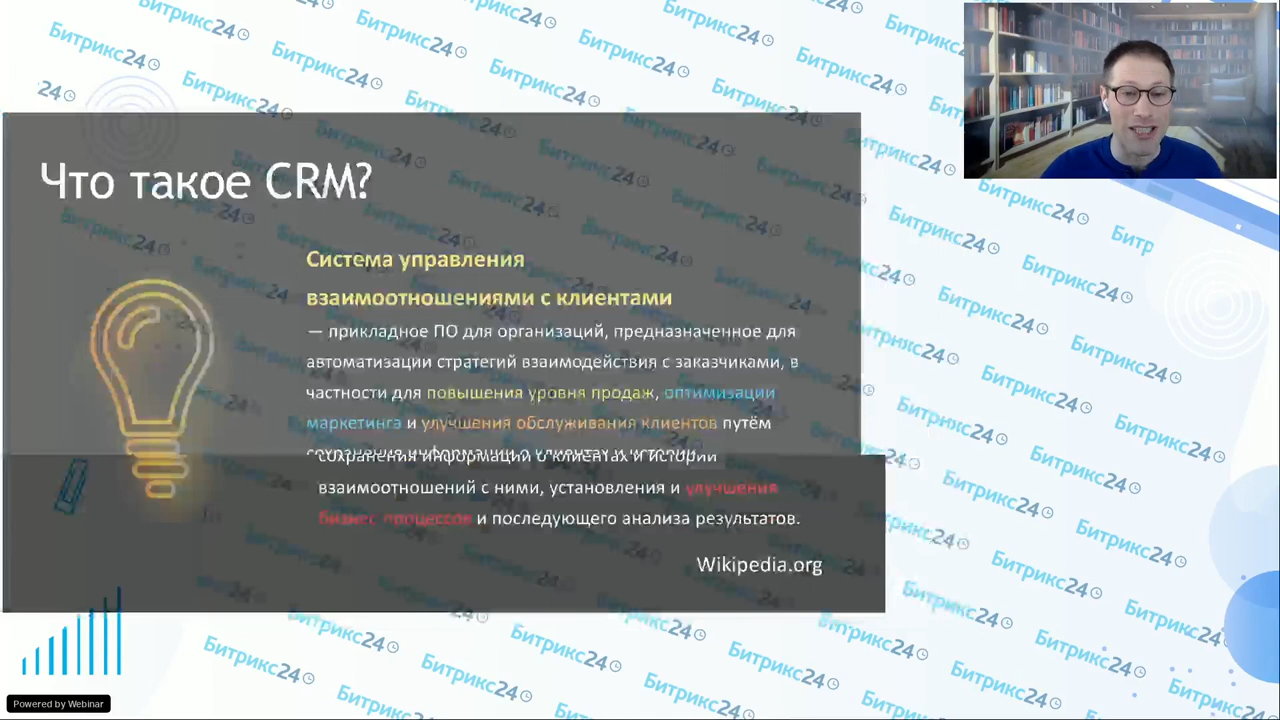 Что такое CRM?
Система управления
взаимоотношениями с клиентами
— прикладное ПО для организаций, предназначенное для
автоматизации стратегий взаимодействия с заказчиками, в
частности для повышения уровня продаж, оптимизации
маркетинга и улучшения обслуживания клиентов путём
сохранения информации о клиентах и истории
взаимоотношений с ними, установления и улучшения
бизнес процессов и последующего анализа результатов.
Wikipedia.org
Битрикс24
Powered by Webinar